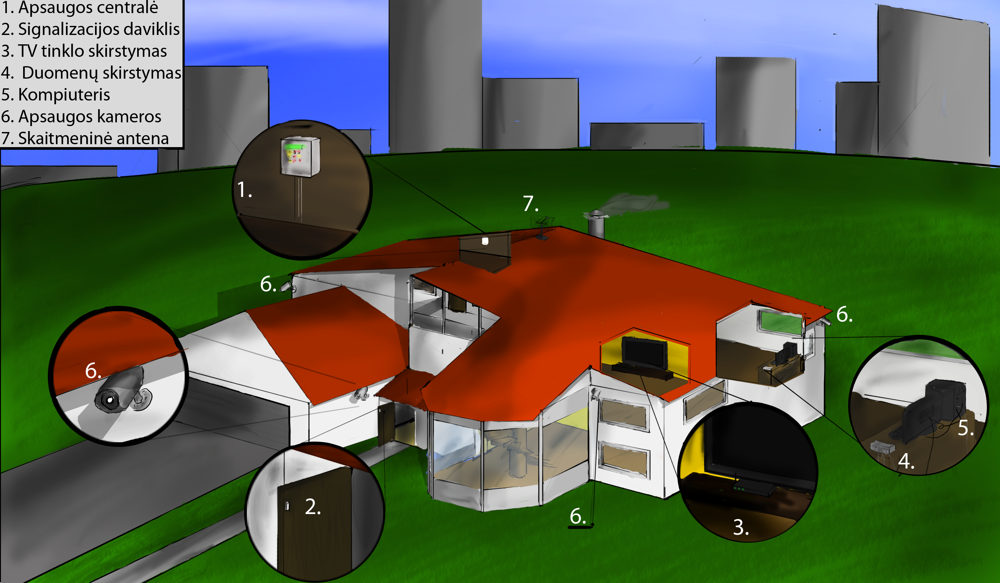 1. Apsaugos centralė
2. Signalizacijos daviklis
3. TV tinklo skirstymas
4. Duomenų skirstymas
5. Kompiuteris
6. Apsaugos kameros
7. Skaitmeninė antena
1.
7.
6.
6.
6.
5.
4.
2.
6.
3.